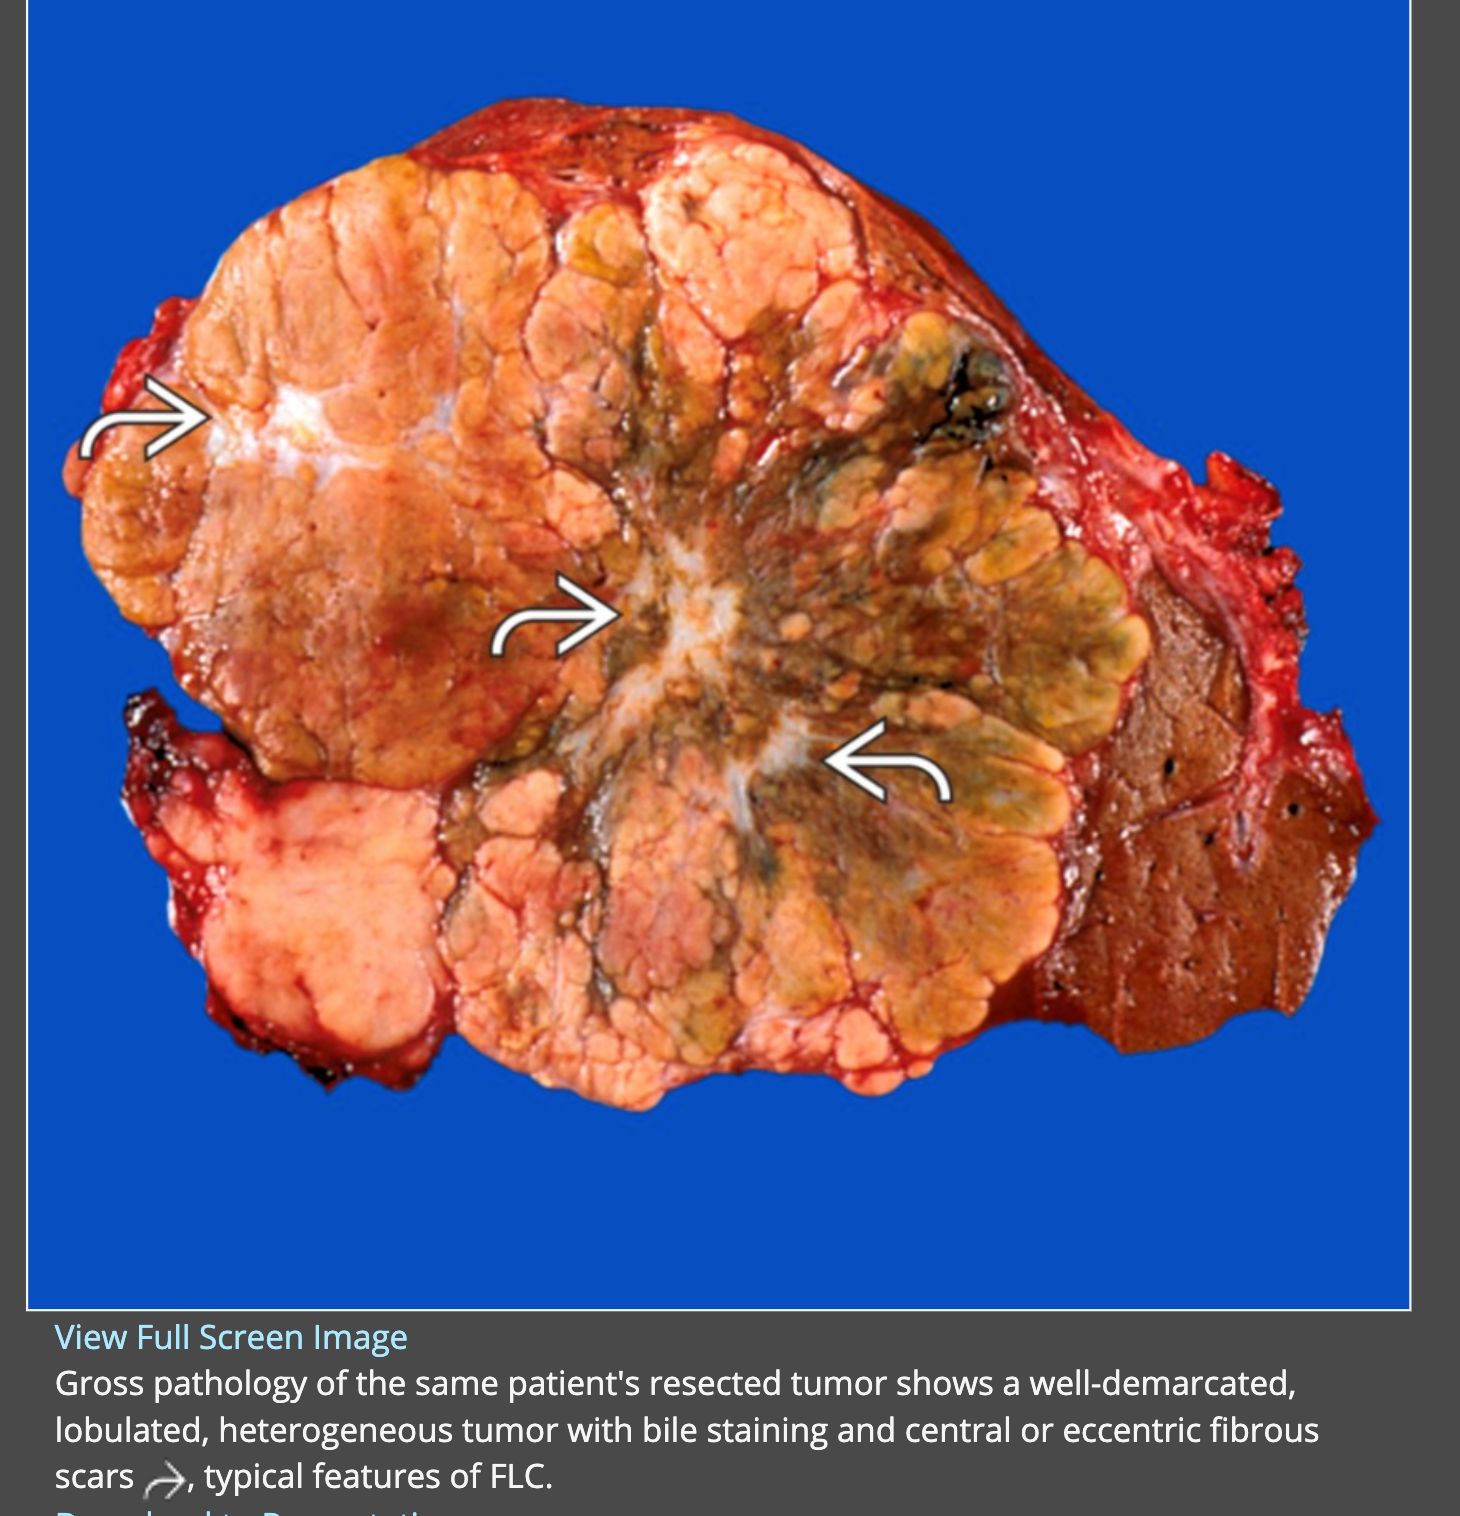 View Full Screen Image
Gross pathology of the same patient's resected tumor shows a well-demarcated,
lobulated, heterogeneous tumor with bile staining and central or eccentric fibrous
scars , typical features of FLC.